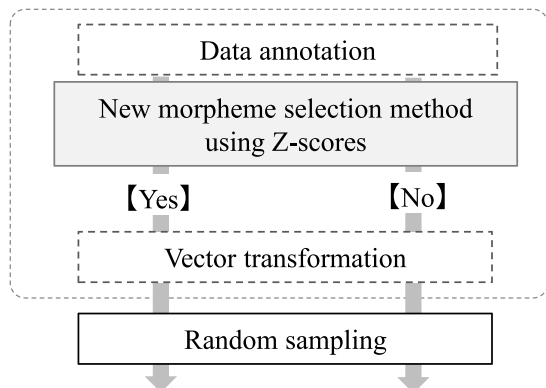 Data annotation
New morpheme selection method
using Z-scores
【Yes】 【No】
Vector transformation
Random sampling